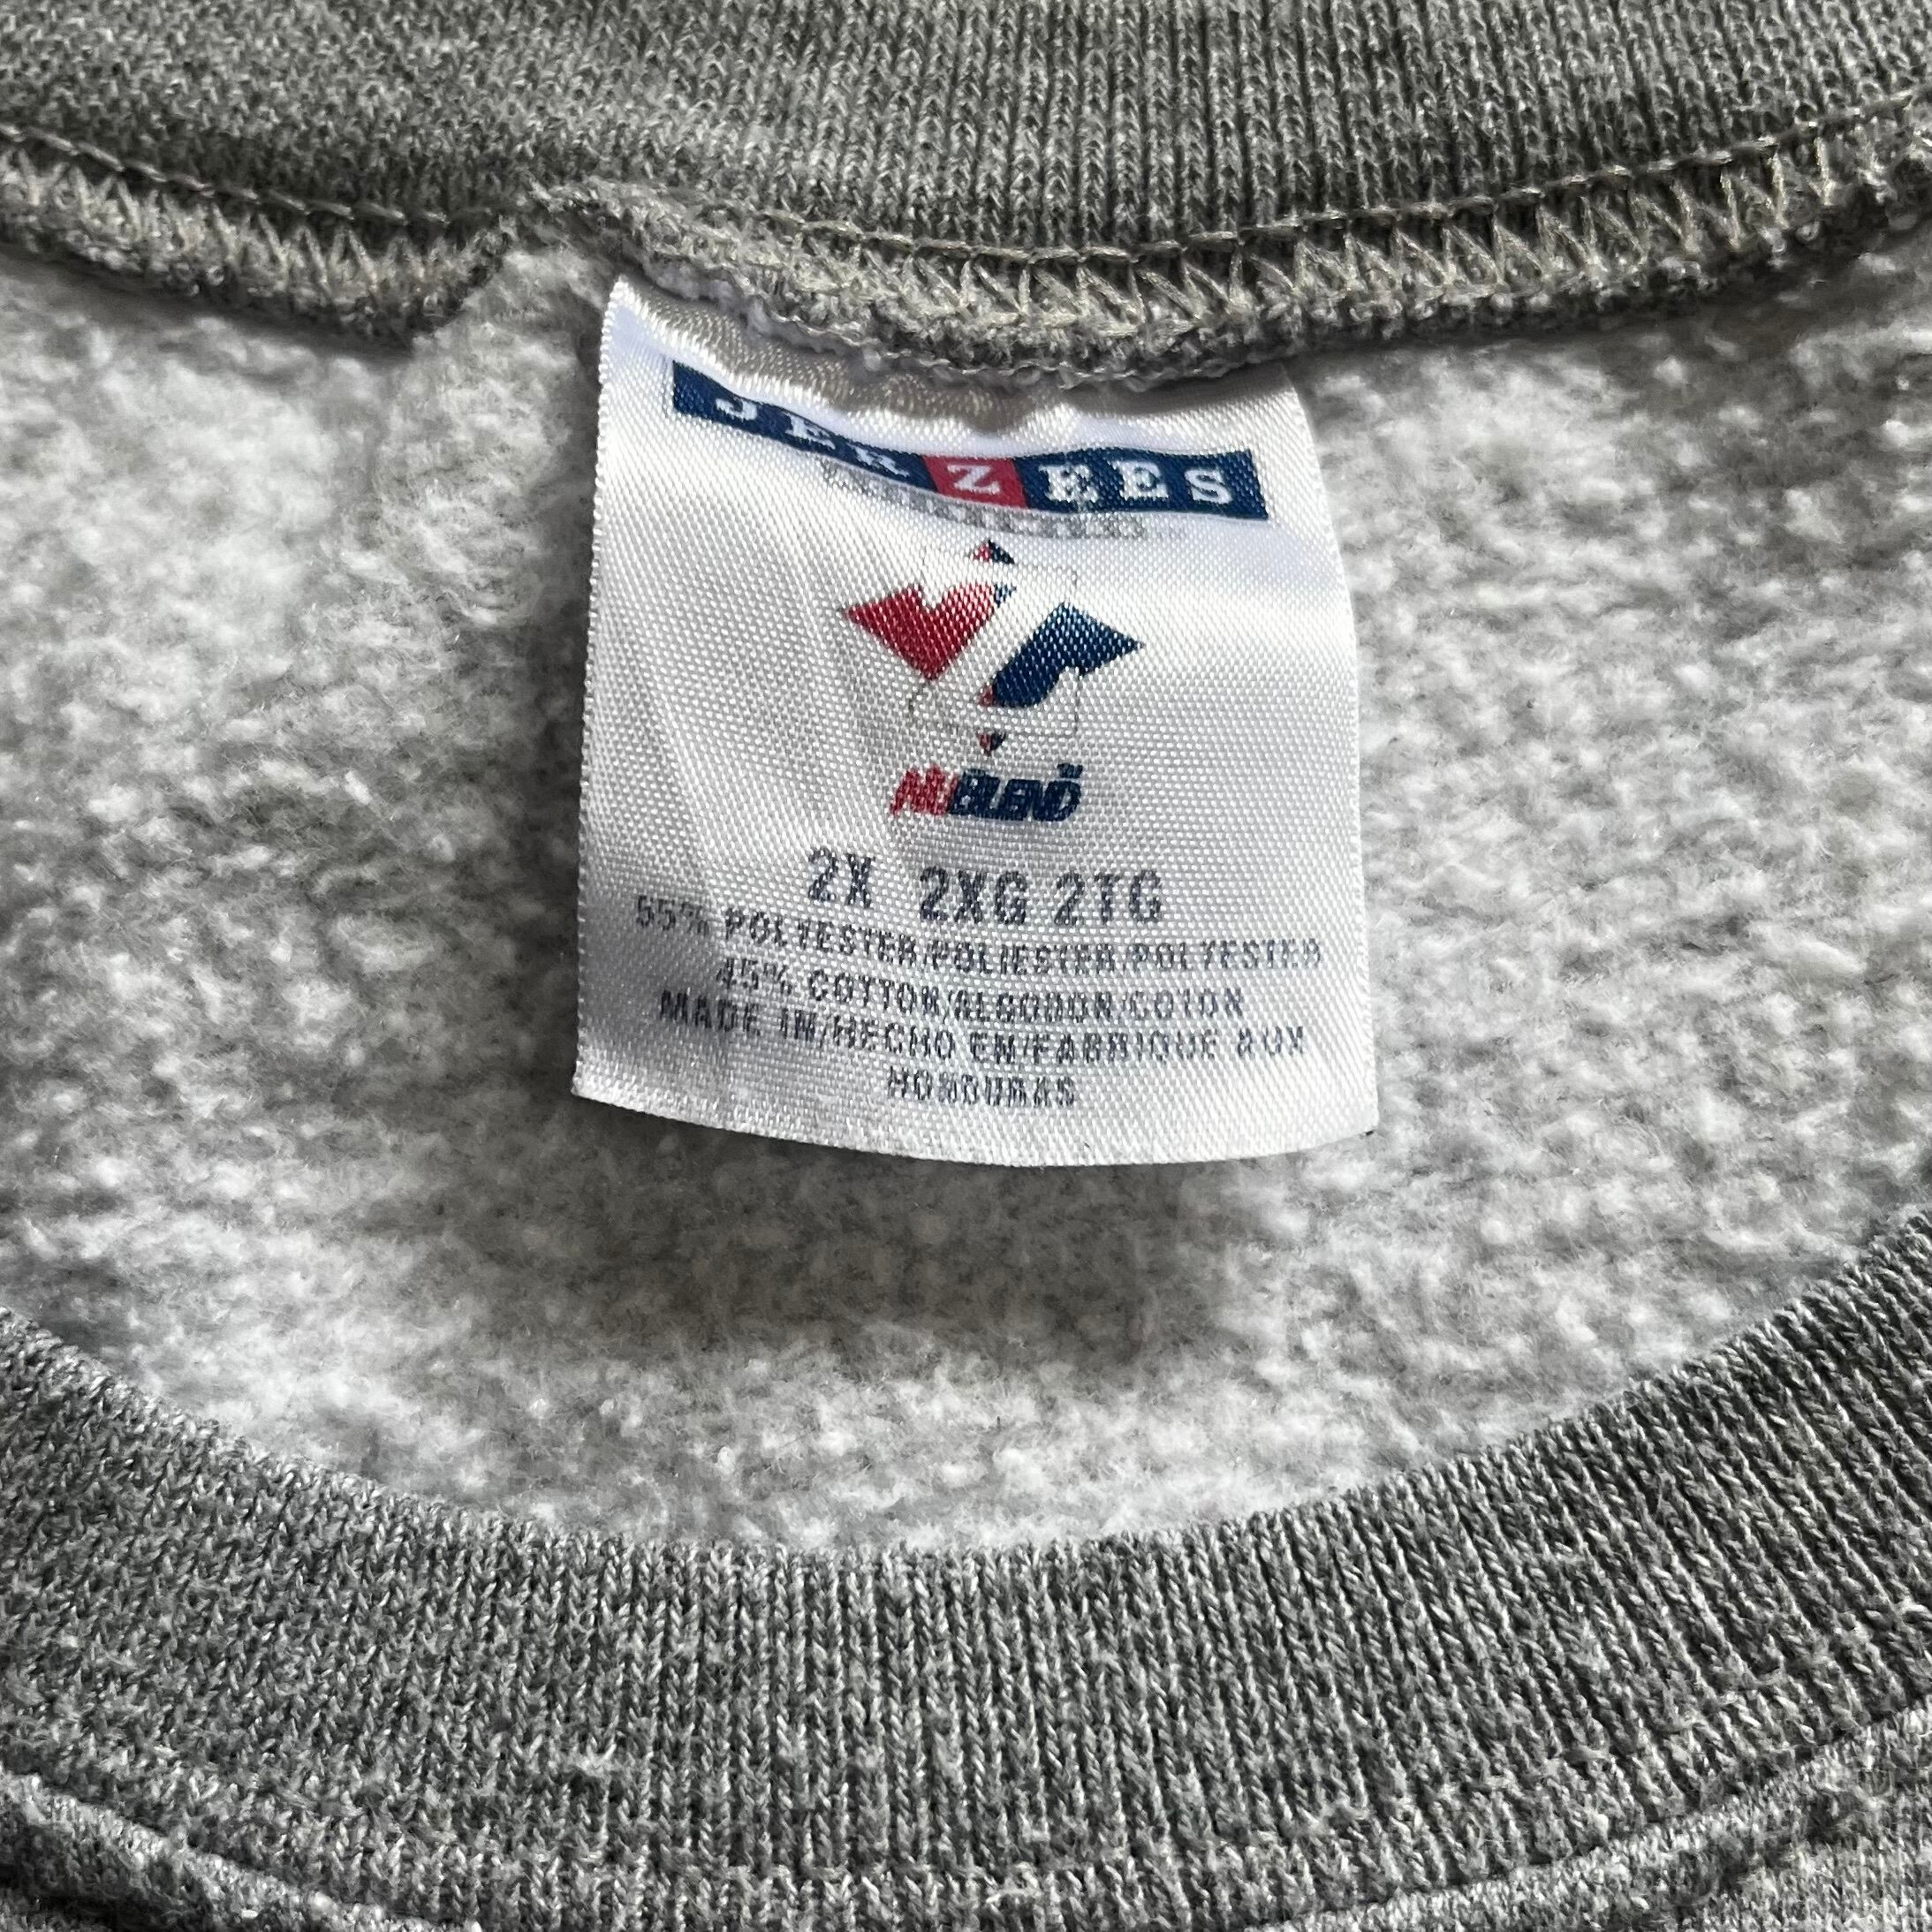 JERZEES
NUBLEND
2X 2XG 2TG
55% POLYESTER/POLIESTER/POLYESTER
45% COTTON/ALGODON/COTON
MADE IN/HECHO EN/FABRIQUE AUX
HONDURAS